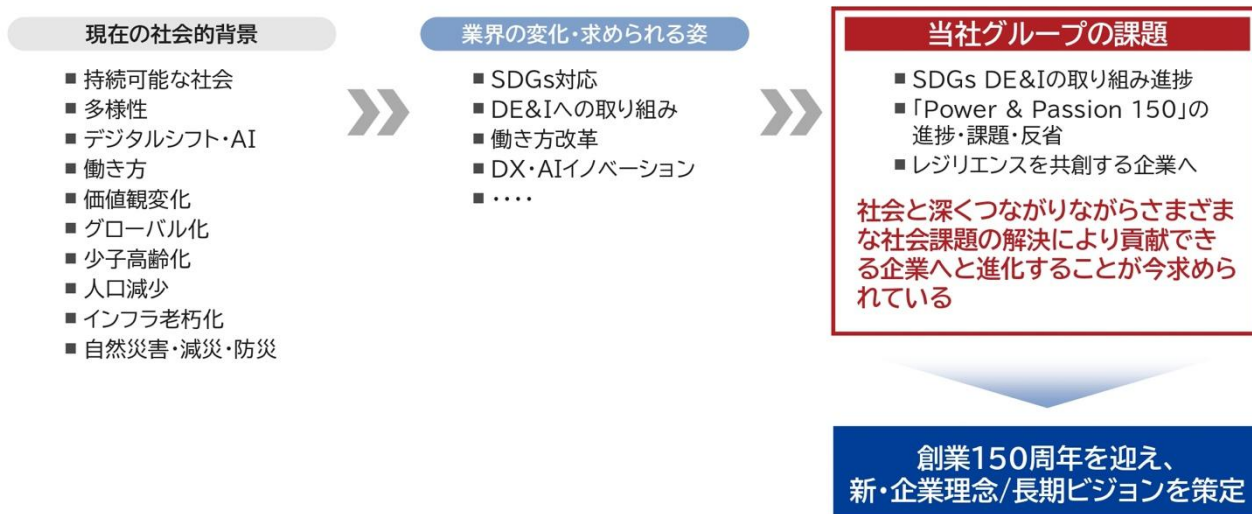 現在の社会的背景
■ 持続可能な社会
■ 多様性
■ デジタルシフト・AI
■ 働き方
■ 価値観変化
■ グローバル化
■ 少子高齢化
■ 人口減少
■ インフラ老朽化
■ 自然災害・減災・防災
業界の変化・求められる姿
■ SDGs対応
■ DE&Iへの取り組み
■ 働き方改革
■ DX・AIイノベーション
■ ‥‥
当社グループの課題
■ SDGs DE&Iの取り組み進捗
■ 「Power & Passion 150」の
進捗・課題・反省
■ レジリエンスを共創する企業へ
社会と深くつながりながらさまざま
な社会課題の解決により貢献でき
る企業へと進化することが今求めら
れている
創業150周年を迎え、
新・企業理念/長期ビジョンを策定